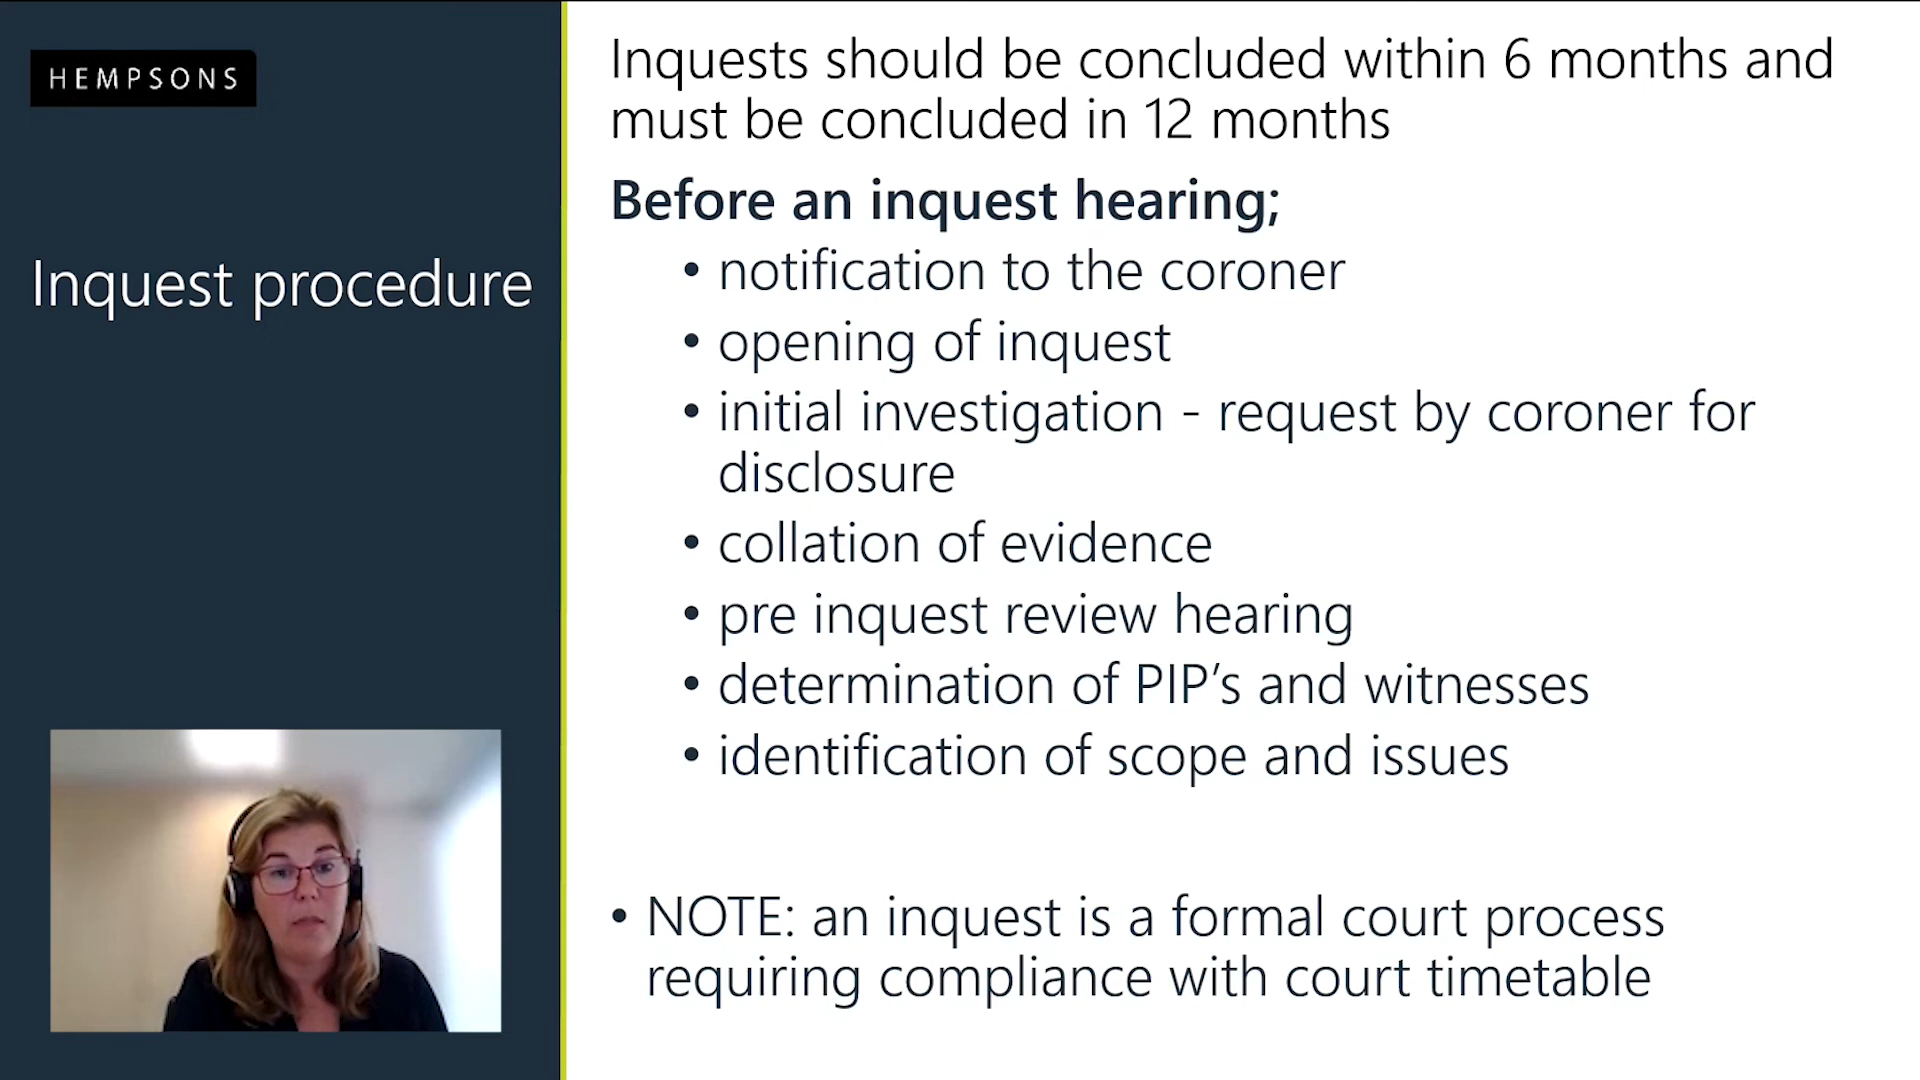 HEMPSONS
Inquest procedure
Inquests should be concluded within 6 months and
must be concluded in 12 months
Before an inquest hearing;
• notification to the coroner
• opening of inquest
• initial investigation - request by coroner for
disclosure
• collation of evidence
• pre inquest review hearing
• determination of PIP’s and witnesses
• identification of scope and issues
• NOTE: an inquest is a formal court process
requiring compliance with court timetable